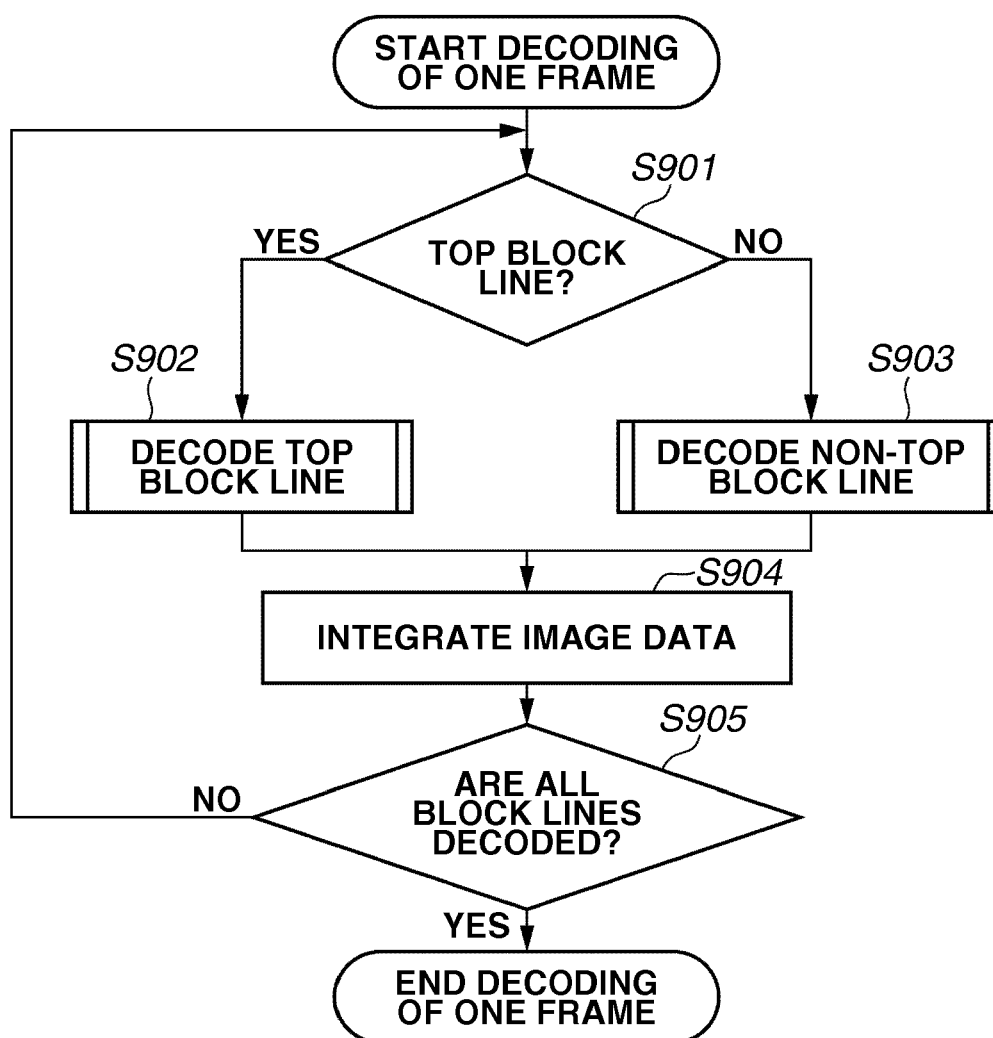 START DECODING
OF ONE FRAME
S901
YES
NO
TOP BLOCK
LINE?
S902
S903
DECODE TOP
BLOCK LINE
DECODE NON-TOP
BLOCK LINE
S904
INTEGRATE IMAGE DATA
S905
NO
ARE ALL
BLOCK LINES
DECODED?
YES
END DECODING
OF ONE FRAME